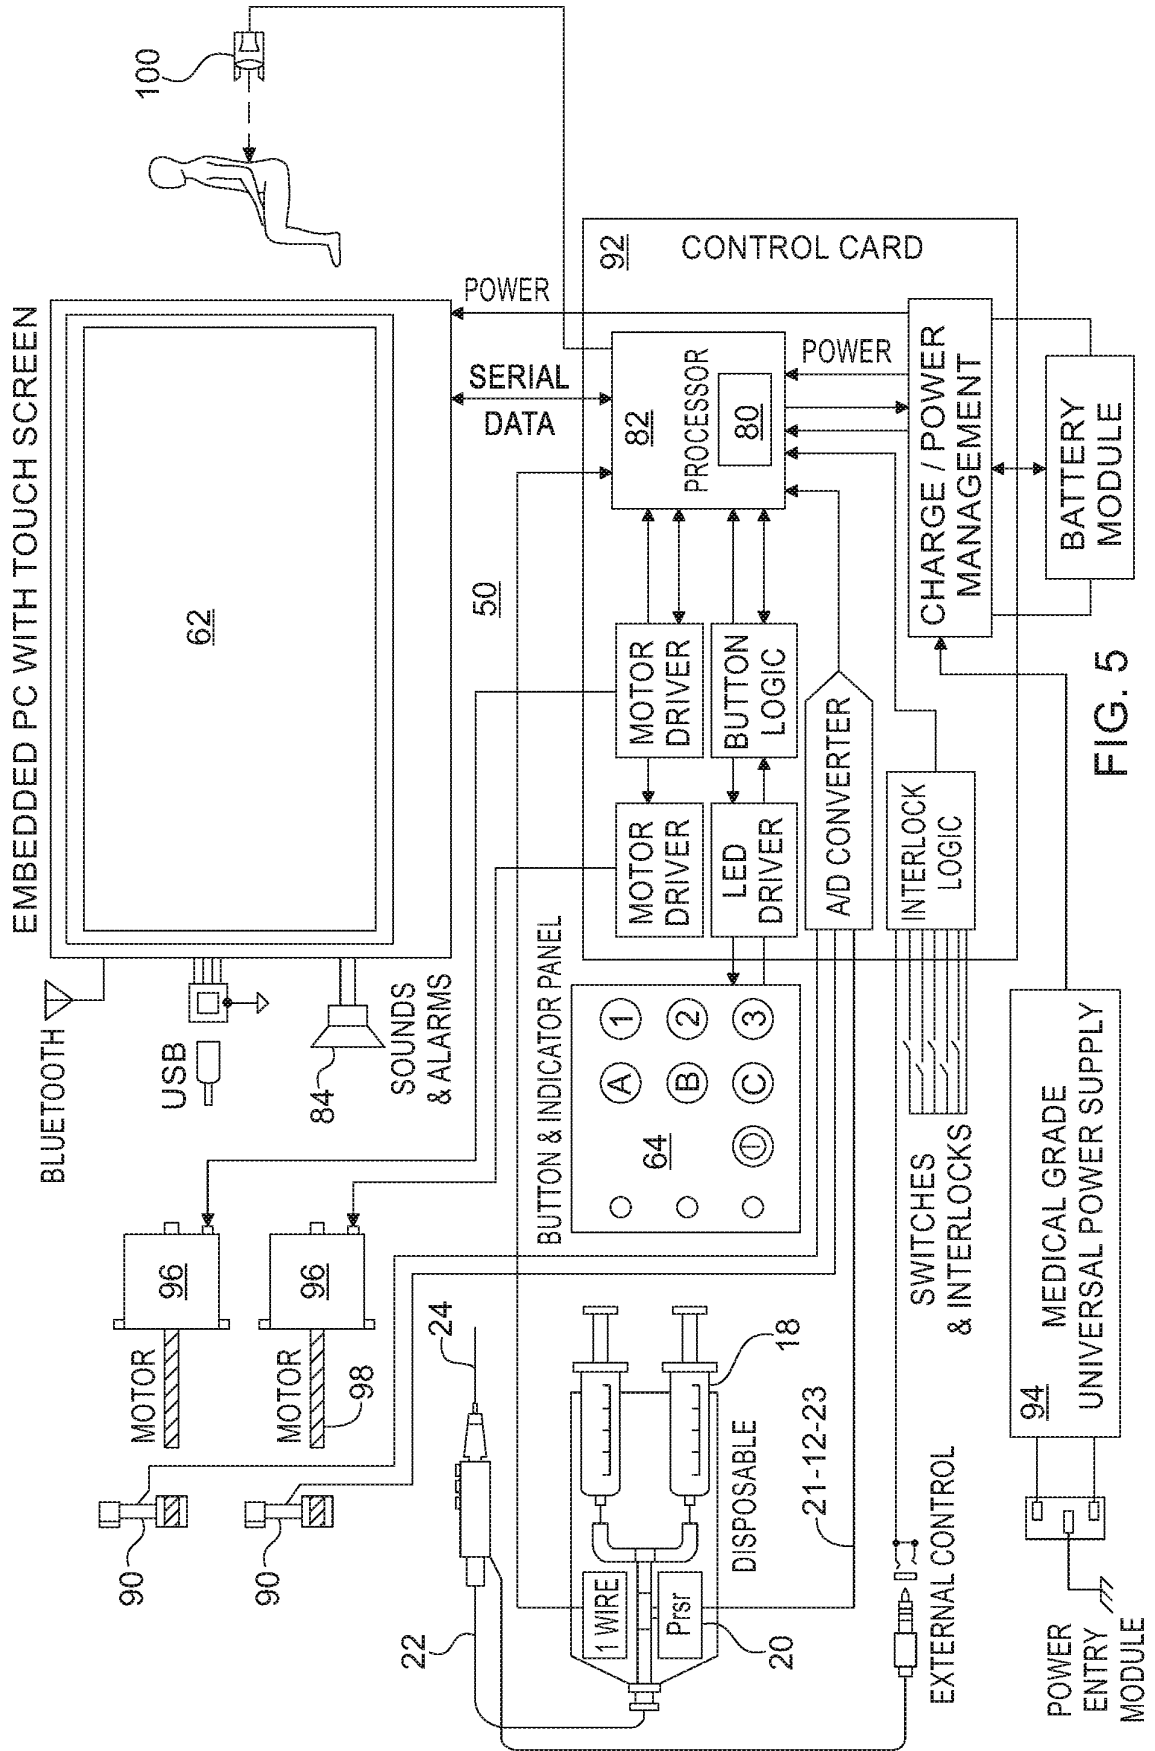 EMBEDDED PC WITH TOUCH SCREEN
BLUETOOTH
USB
84
SOUNDS
& ALARMS
62
100
POWER
SERIAL
DATA
50
92
CONTROL CARD
82
PROCESSOR
80
POWER
MOTOR
DRIVER
MOTOR
DRIVER
BUTTON
LOGIC
LED
DRIVER
A/D CONVERTER
INTERLOCK
LOGIC
CHARGE / POWER
MANAGEMENT
BATTERY
MODULE
MOTOR
96
MOTOR
96
98
90
90
BUTTON & INDICATOR PANEL
A
1
B
2
C
3
64
24
22
1 WIRE
Prsr
20
18
DISPOSABLE
21-12-23
SWITCHES
& INTERLOCKS
EXTERNAL CONTROL
94
MEDICAL GRADE
UNIVERSAL POWER SUPPLY
POWER
ENTRY
MODULE
FIG. 5